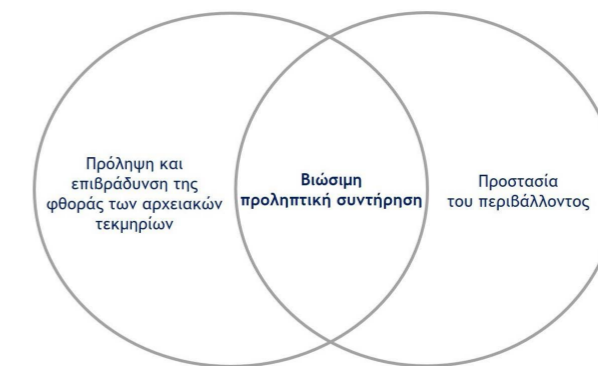 Πρόληψη και
επιβράδυνση της
φθοράς των αρχειακών
τεκμηρίων
Βιώσιμη
προληπτική συντήρηση
Προστασία
του περιβάλλοντος